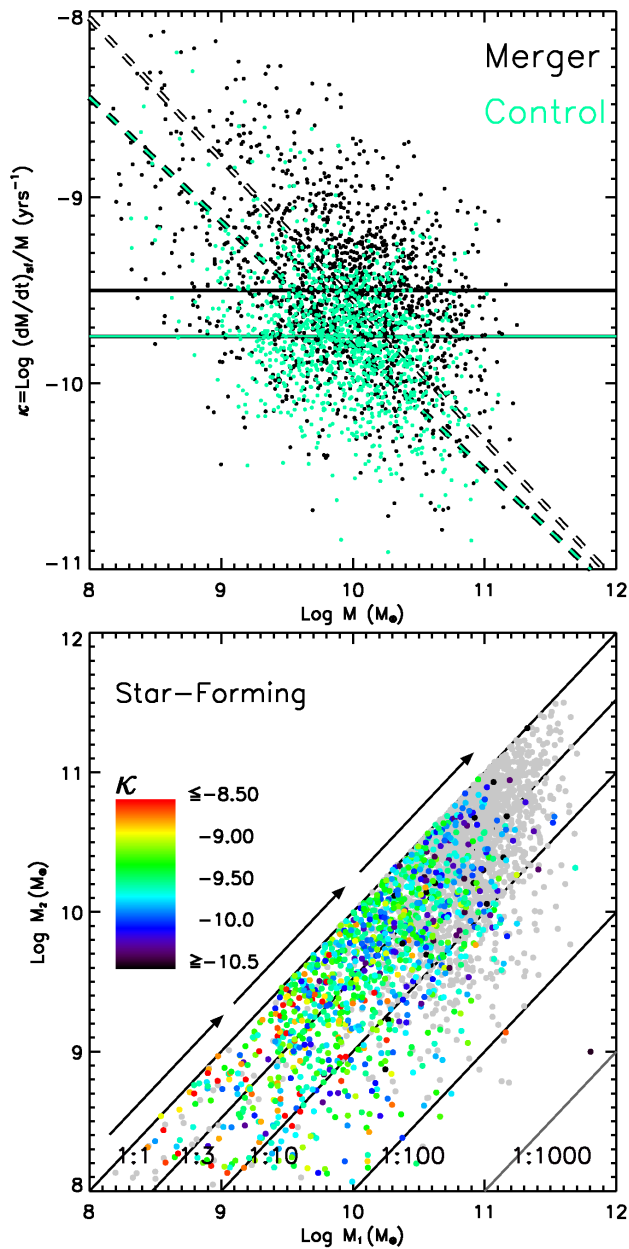 Merger
Control
-8
-9
-10
-11
κ=Log (dM/dt)sf/M (yrs⁻¹)
8 9 10 11 12
Log M (M⊙)
Star-Forming
κ
≦-8.50
-9.00
-9.50
-10.0
≧-10.5
12
11
10
9
8
Log M₂(M⊙)
1:1 1:3 1:10 1:100 1:1000
8 9 10 11 12
Log M₁(M⊙)